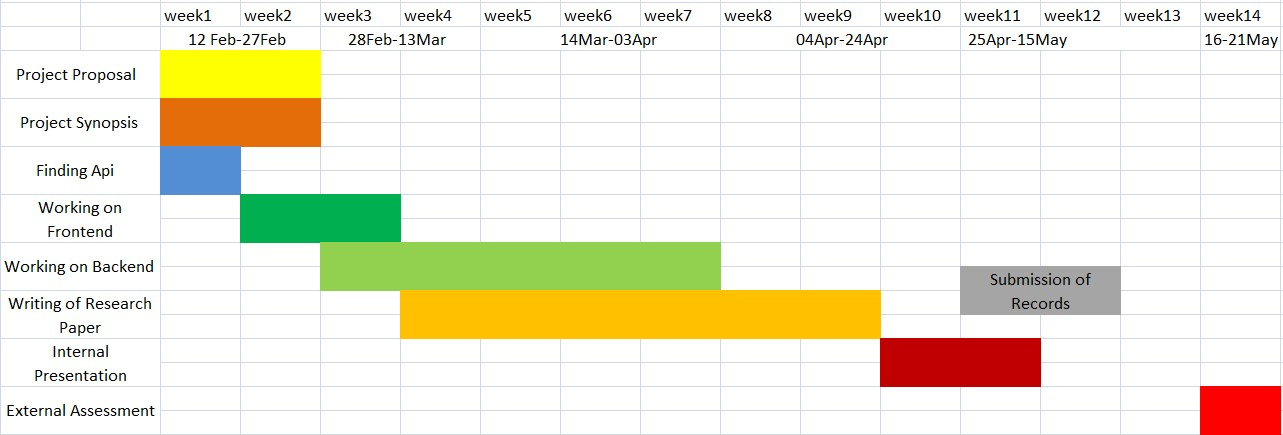 week1 week2 week3 week4 week5 week6 week7 week8 week9 week10 week11 week12 week13 week14
12 Feb-27Feb 28Feb-13Mar 14Mar-03Apr 04Apr-24Apr 25Apr-15May 16-21May
Project Proposal
Project Synopsis
Finding Api
Working on
Frontend
Working on Backend
Submission of
Records
Writing of Research
Paper
Internal
Presentation
External Assessment